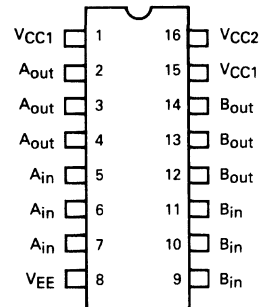 VCC1 1 16 VCC2
Aout 2 15 VCC1
Aout 3 14 Bout
Aout 4 13 Bout
Ain 5 12 Bout
Ain 6 11 Bin
Ain 7 10 Bin
VEE 8 9 Bin